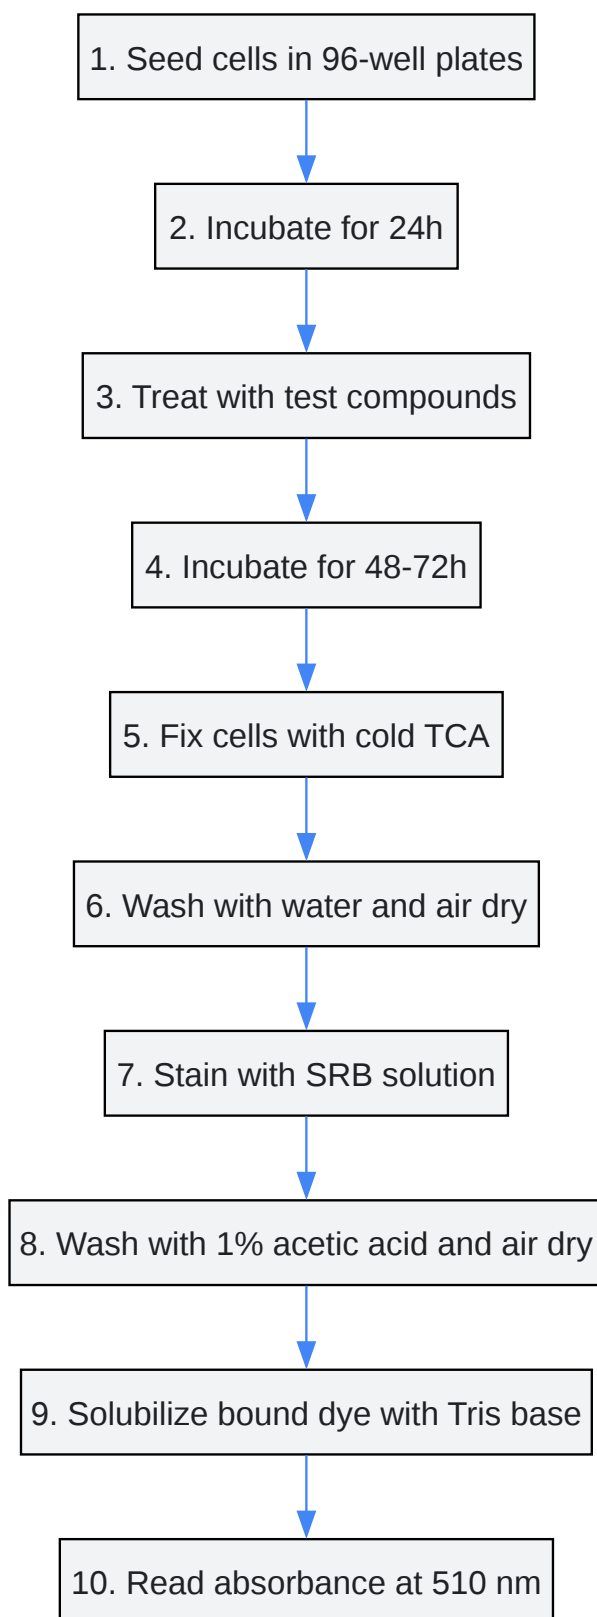 1. Seed cells in 96-well plates
2. Incubate for 24h
3. Treat with test compounds
4. Incubate for 48-72h
5. Fix cells with cold TCA
6. Wash with water and air dry
7. Stain with SRB solution
8. Wash with 1% acetic acid and air dry
9. Solubilize bound dye with Tris base
10. Read absorbance at 510 nm